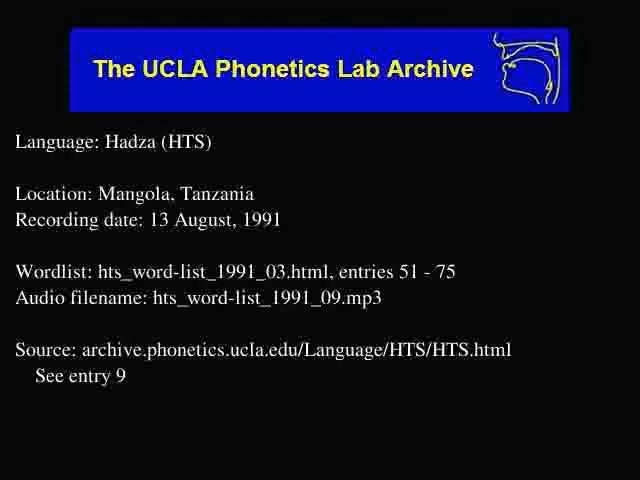 The UCLA Phonetics Lab Archive
Language: Hadza (HTS)
Location: Mangola, Tanzania
Recording date: 13 August, 1991
Wordlist: hts_word-list_1991_03.html, entries 51 - 75
Audio filename: hts_word-list_1991_09.mp3
Source: archive.phonetics.ucla.edu/Language/HTS/HTS.html
See entry 9